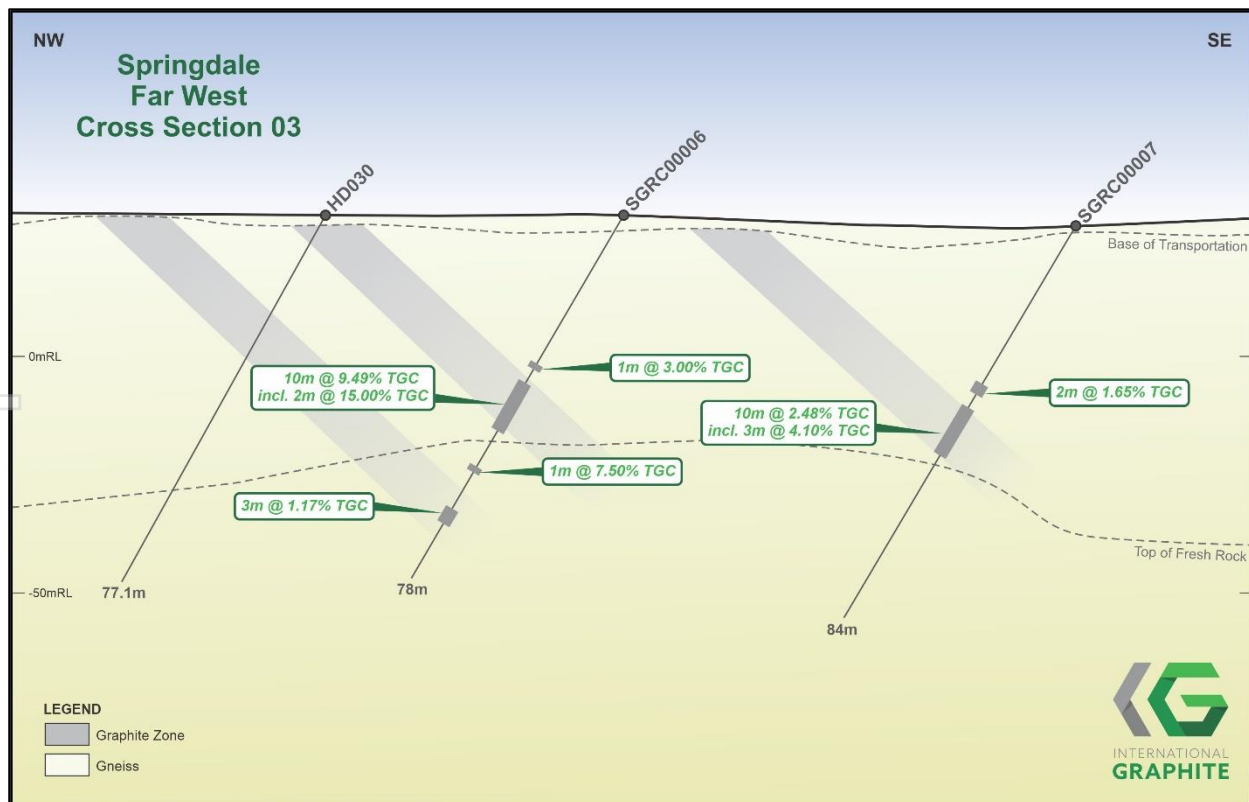 NW
SE
Springdale
Far West
Cross Section 03
HD030
SGRC00006
SGRC00007
Base of Transportation
0mRL
10m @ 9.49% TGC
incl. 2m @ 15.00% TGC
1m @ 3.00% TGC
10m @ 2.48% TGC
incl. 3m @ 4.10% TGC
2m @ 1.65% TGC
1m @ 7.50% TGC
3m @ 1.17% TGC
Top of Fresh Rock
-50mRL
77.1m
78m
84m
LEGEND
Graphite Zone
Gneiss
INTERNATIONAL
GRAPHITE